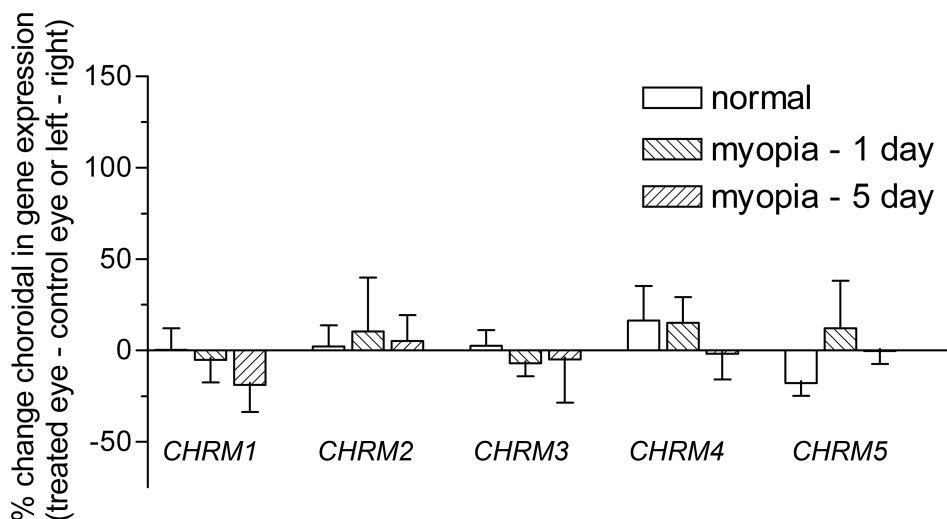 % change choroidal in gene expression
(treated eye - control eye or left - right)
150
100
50
0
-50
normal
myopia - 1 day
myopia - 5 day
CHRM1 CHRM2 CHRM3 CHRM4 CHRM5